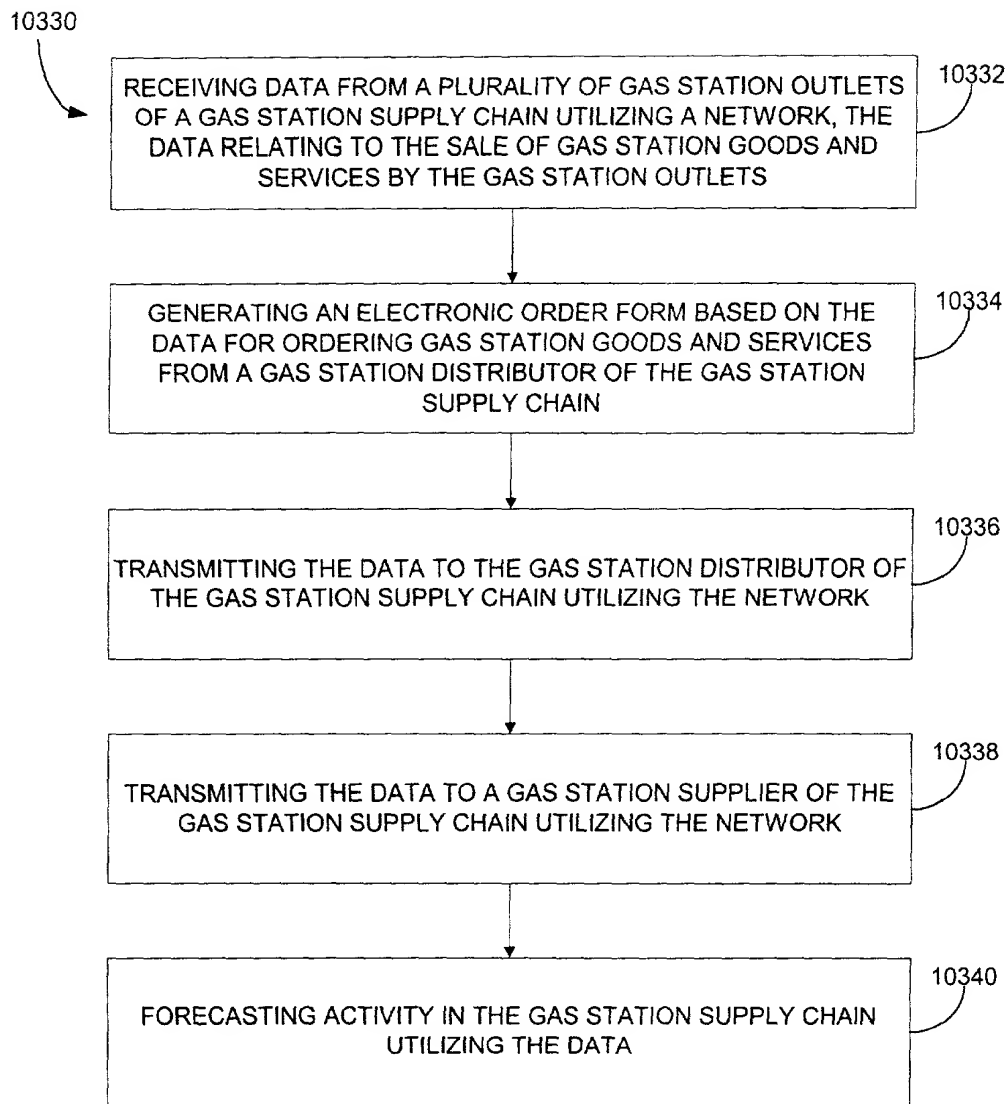 10330
RECEIVING DATA FROM A PLURALITY OF GAS STATION OUTLETS
OF A GAS STATION SUPPLY CHAIN UTILIZING A NETWORK, THE
DATA RELATING TO THE SALE OF GAS STATION GOODS AND
SERVICES BY THE GAS STATION OUTLETS
10332
GENERATING AN ELECTRONIC ORDER FORM BASED ON THE
DATA FOR ORDERING GAS STATION GOODS AND SERVICES
FROM A GAS STATION DISTRIBUTOR OF THE GAS STATION
SUPPLY CHAIN
10334
TRANSMITTING THE DATA TO THE GAS STATION DISTRIBUTOR OF
THE GAS STATION SUPPLY CHAIN UTILIZING THE NETWORK
10336
TRANSMITTING THE DATA TO A GAS STATION SUPPLIER OF THE
GAS STATION SUPPLY CHAIN UTILIZING THE NETWORK
10338
FORECASTING ACTIVITY IN THE GAS STATION SUPPLY CHAIN
UTILIZING THE DATA
10340